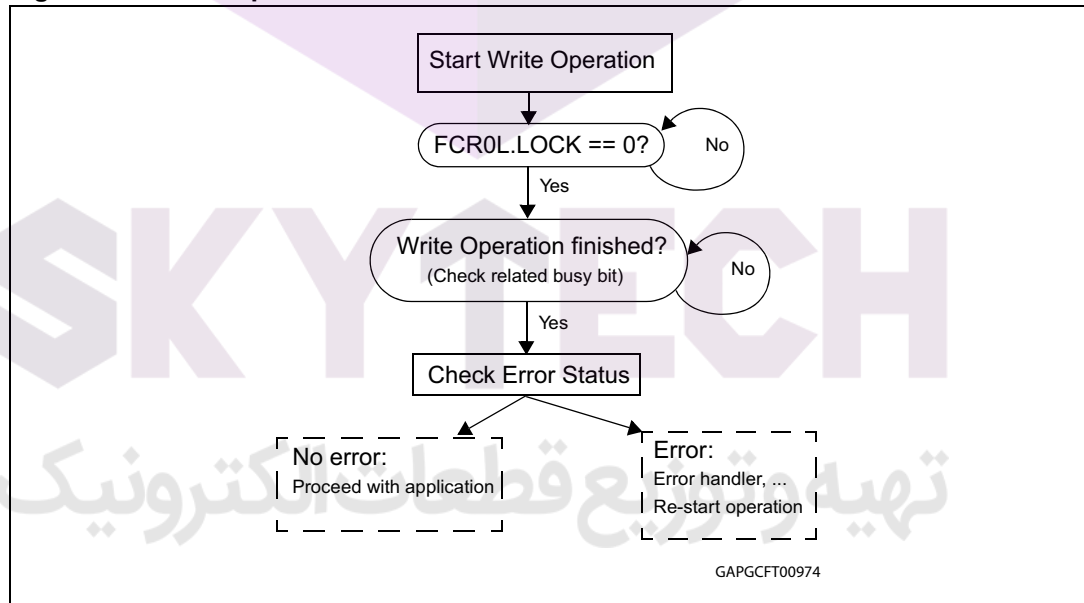 Start Write Operation
FCR0L.LOCK == 0?
No
Yes
Write Operation finished?
(Check related busy bit)
No
Yes
Check Error Status
No error:
Proceed with application
Error:
Error handler, ...
Re-start operation
GAPGCFT00974
SKYTECH
تهیه و توزیع قطعات الکترونیک